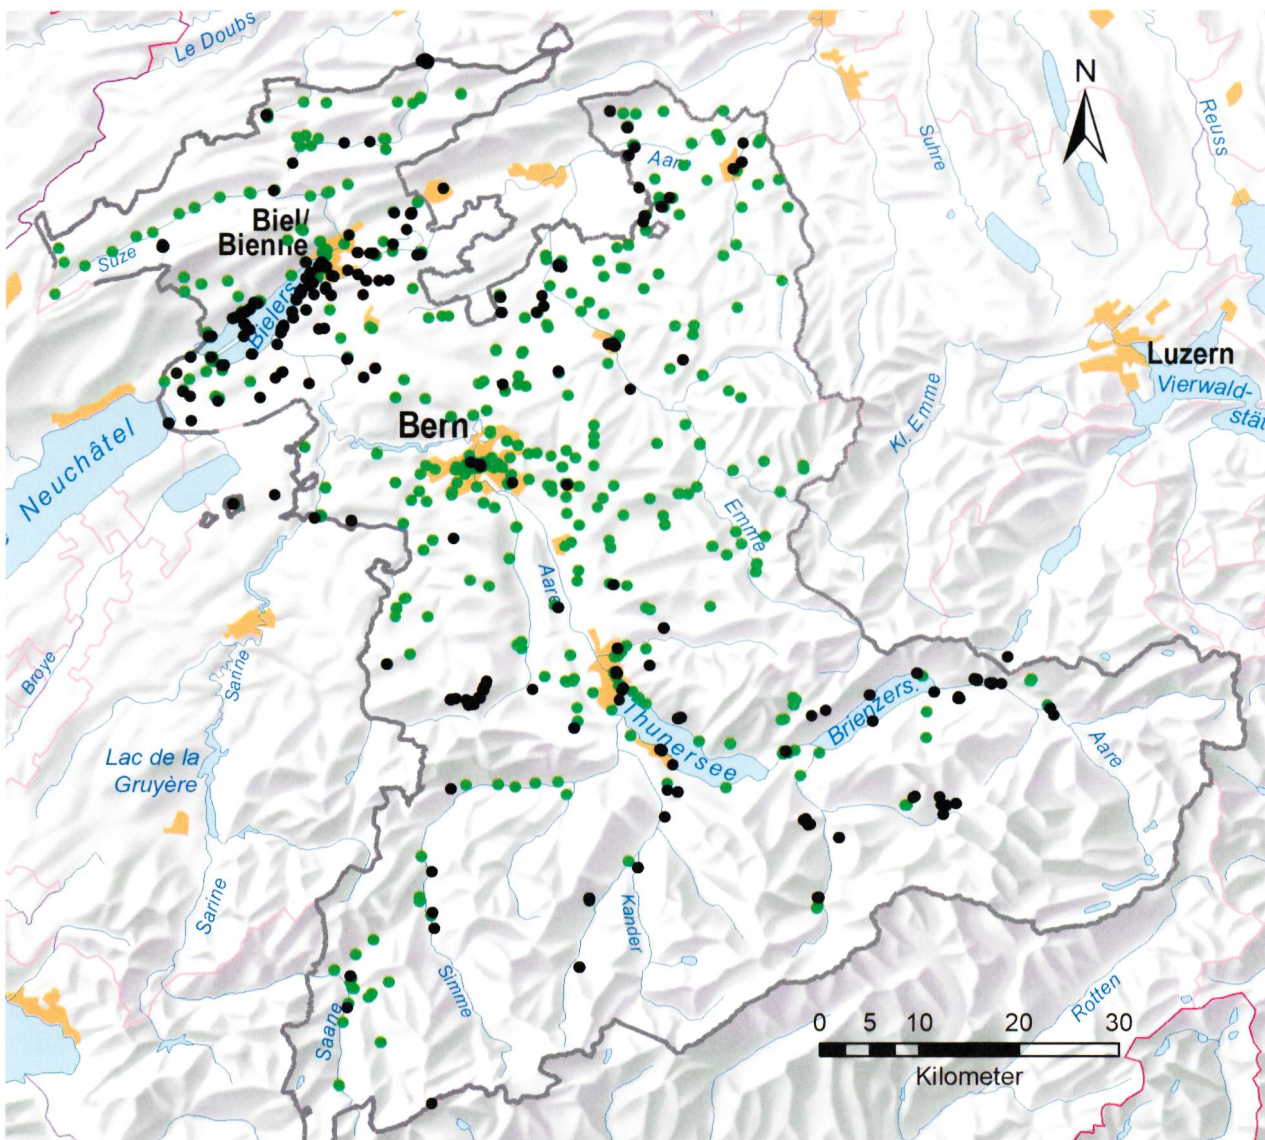 Le Doubs
N
Reuss
Suhre
Aare
Biel/
Bienne
Suze
Bielers.
Luzern
Vierwald-
stät
Kl. Emme
Bern
Neuchâtel
Emme
Aare
Broye
Sarine
Thunersee
Brienzers.
Aare
Lac de la
Gruyère
Sarine
Kander
Simme
Saane
Rotten
0 5 10 20 30
Kilometer